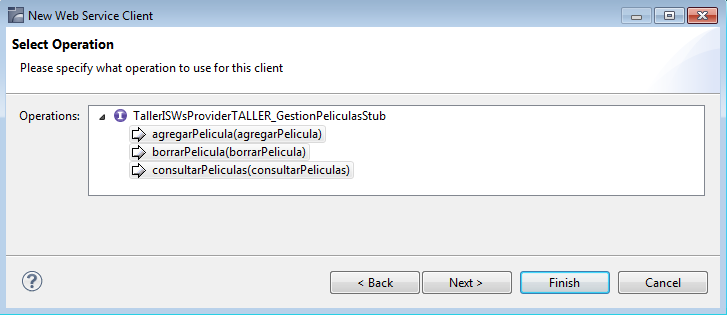 New Web Service Client
Select Operation
Please specify what operation to use for this client
Operations:
TallerISWsProviderTALLER_GestionPeliculasStub
agregarPelicula(agregarPelicula)
borrarPelicula(borrarPelicula)
consultarPeliculas(consultarPeliculas)
?
< Back
Next >
Finish
Cancel